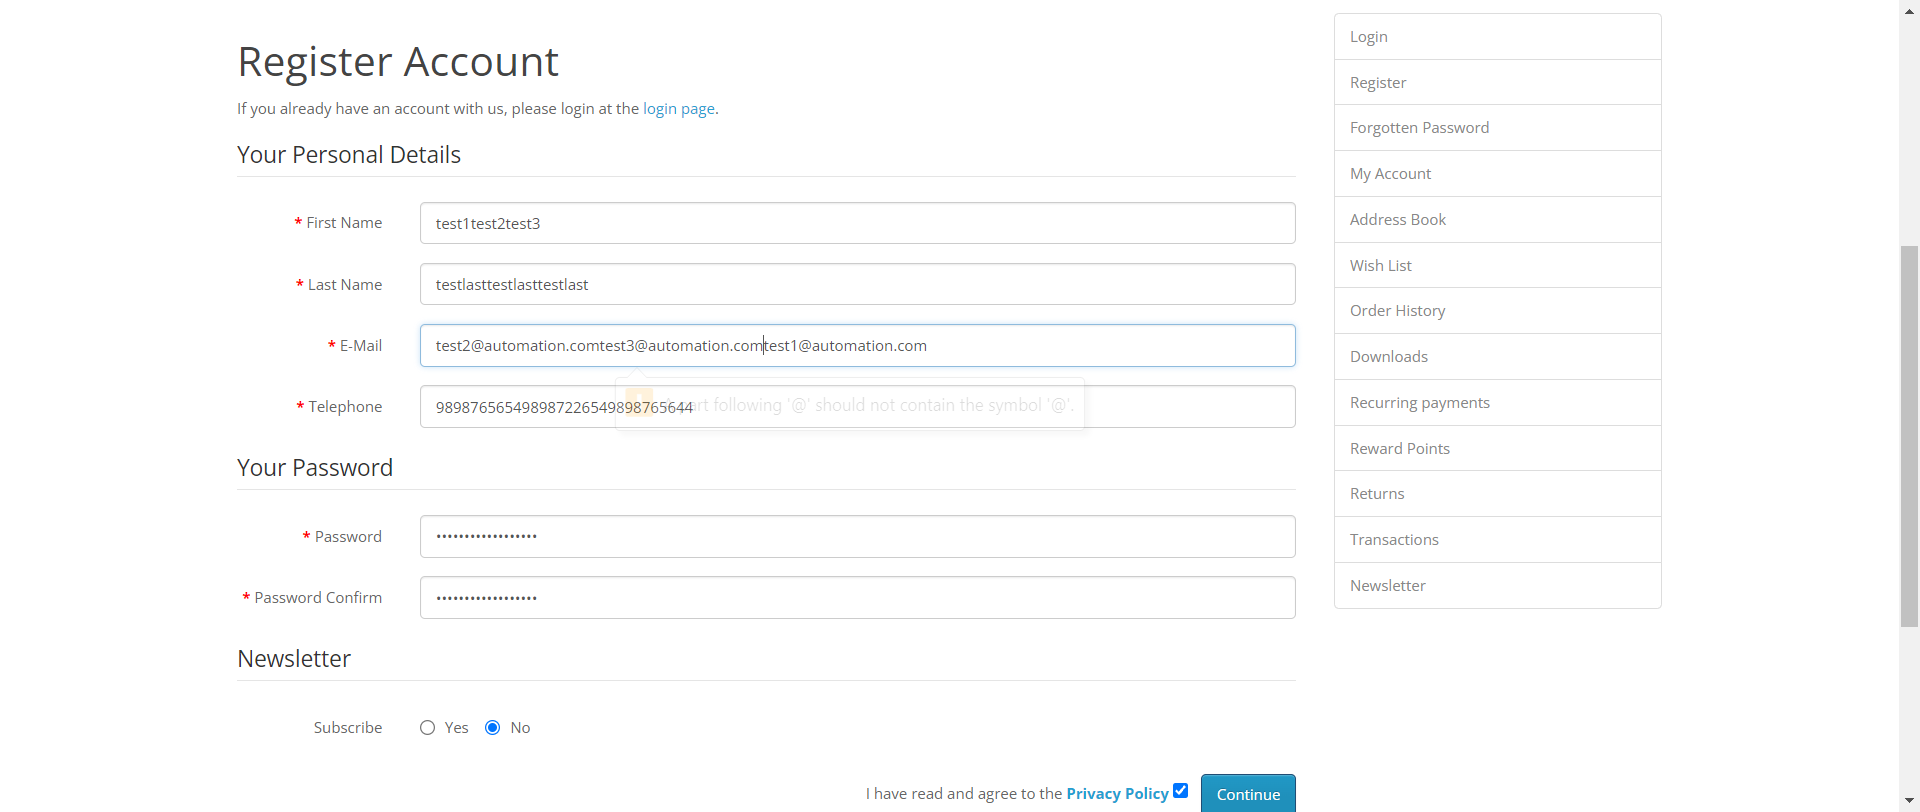 Register Account
If you already have an account with us, please login at the login page.
Your Personal Details
* First Name
test1test2test3
* Last Name
testlasttestlasttestlast
* E-Mail
test2@automation.comtest3@automation.comtest1@automation.com
following '@' should not contain the symbol '@'.
* Telephone
989876565498987226549898765644
Your Password
* Password
••••••••••••••••••
* Password Confirm
••••••••••••••••••
Newsletter
Subscribe
Yes
No
I have read and agree to the Privacy Policy
Continue
Login
Register
Forgotten Password
My Account
Address Book
Wish List
Order History
Downloads
Recurring payments
Reward Points
Returns
Transactions
Newsletter